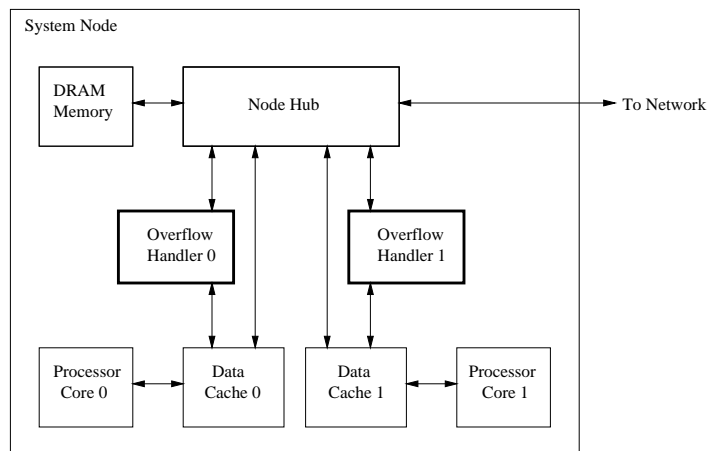 System Node
DRAM
Memory
Node Hub
To Network
Overflow
Handler 0
Overflow
Handler 1
Processor
Core 0
Data
Cache 0
Data
Cache 1
Processor
Core 1